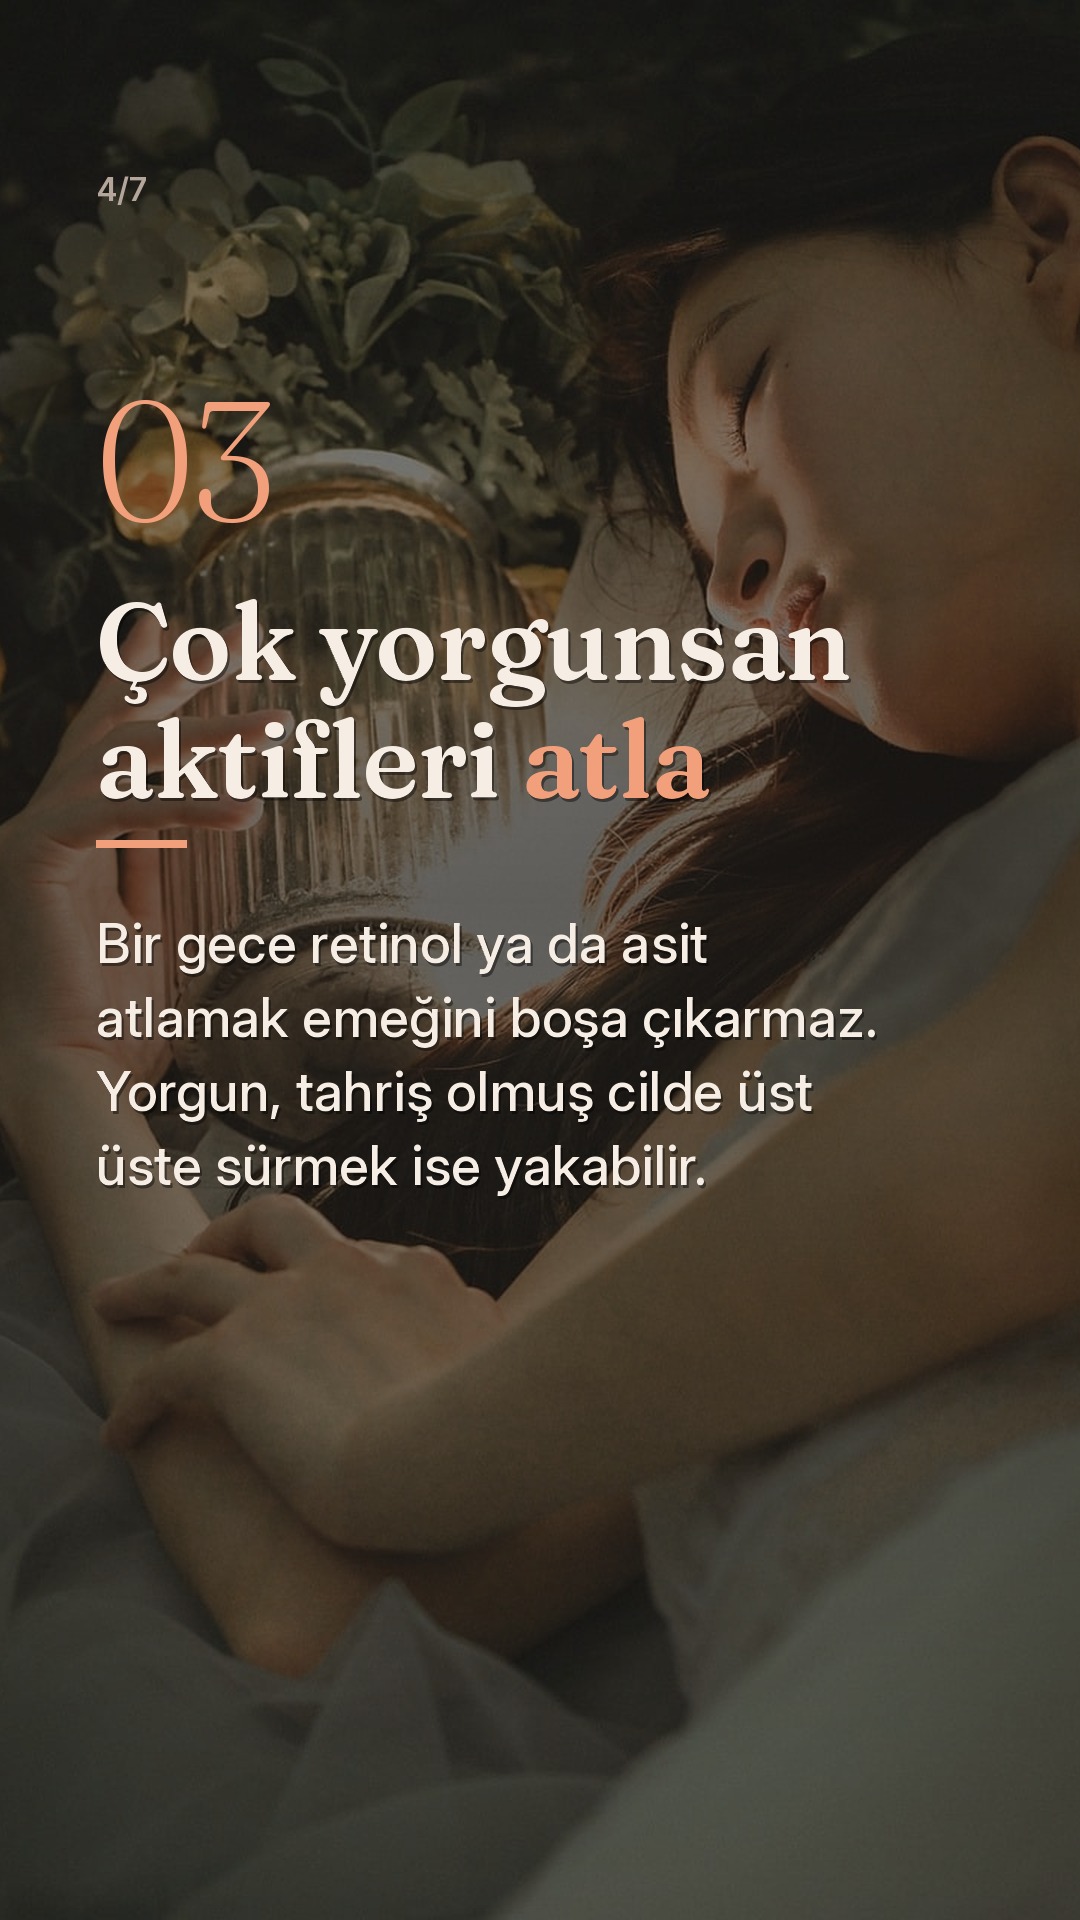 4/7
03
Çok yorgunsan
aktifleri atla
Bir gece retinol ya da asit
atlamak emeğini boşa çıkarmaz.
Yorgun, tahriş olmuş cilde üst
üste sürmek ise yakabilir.